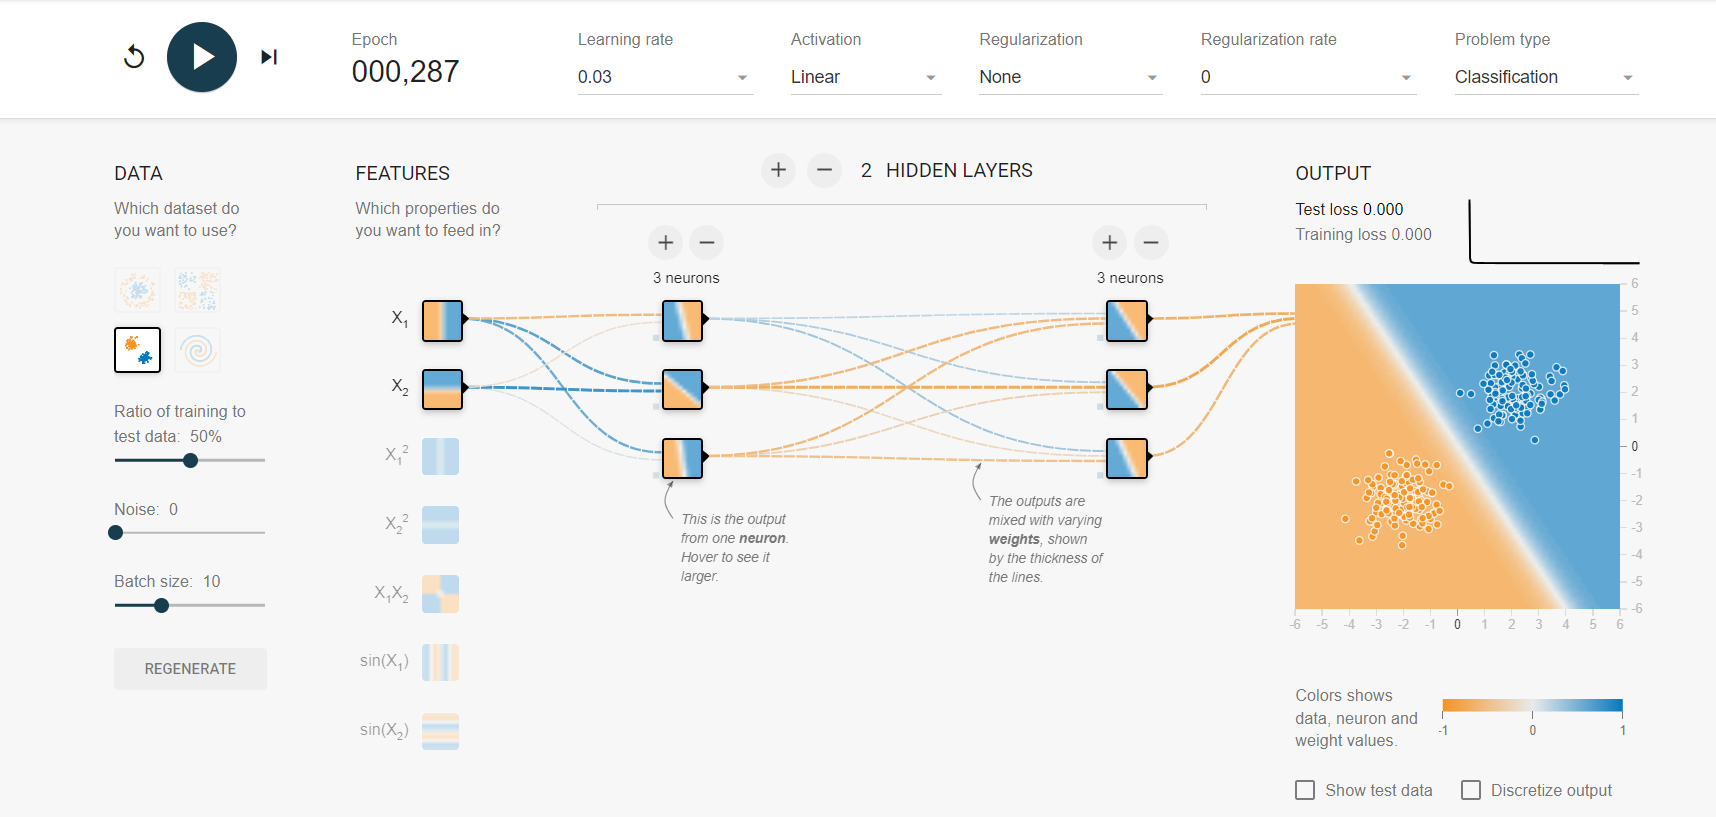 Epoch
000,287
Learning rate
0.03
Activation
Linear
Regularization
None
Regularization rate
0
Problem type
Classification
DATA
Which dataset do
you want to use?
Ratio of training to
test data: 50%
Noise: 0
Batch size: 10
REGENERATE
FEATURES
Which properties do
you want to feed in?
X1
X2
X1²
X2²
X1X2
sin(X1)
sin(X2)
+ − 2 HIDDEN LAYERS
+ −
3 neurons
+ −
3 neurons
This is the output
from one neuron.
Hover to see it
larger.
The outputs are
mixed with varying
weights, shown
by the thickness of
the lines.
OUTPUT
Test loss 0.000
Training loss 0.000
6
5
4
3
2
1
0
-1
-2
-3
-4
-5
-6
-6 -5 -4 -3 -2 -1 0 1 2 3 4 5 6
Colors shows
data, neuron and
weight values.
-1 0 1
Show test data
Discretize output